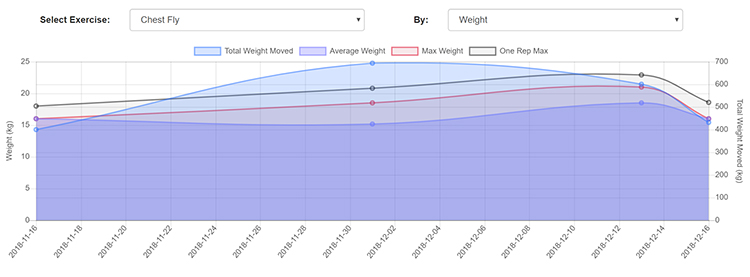 Select Exercise: Chest Fly By: Weight
Total Weight Moved Average Weight Max Weight One Rep Max
25 700
600
20
500
15
400
300
10
200
5
100
0 0
Weight (kg)
Total Weight Moved (kg)
2018-11-16 2018-11-18 2018-11-20 2018-11-22 2018-11-24 2018-11-26 2018-11-28 2018-11-30 2018-12-02 2018-12-04 2018-12-06 2018-12-08 2018-12-10 2018-12-12 2018-12-14 2018-12-16